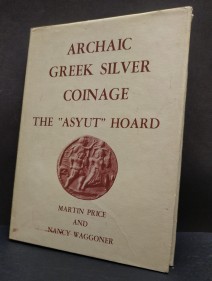 ARCHAIC
GREEK SILVER
COINAGE
THE "ASYUT" HOARD
MARTIN PRICE
AND
NANCY WAGGONER